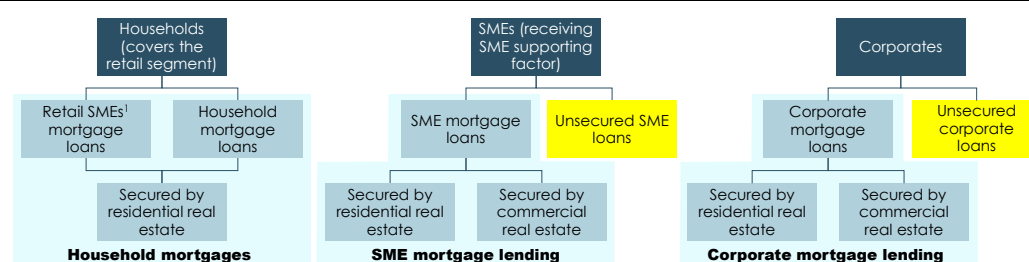 Households
(covers the
retail segment)
SMEs (receiving
SME supporting
factor)
Corporates
Retail SMEs1
mortgage
loans
Household
mortgage
loans
SME mortgage
loans
Unsecured SME
loans
Corporate
mortgage
loans
Unsecured
corporate
loans
Secured by
residential real
estate
Secured by
residential real
estate
Secured by
commercial
real estate
Secured by
residential real
estate
Secured by
commercial
real estate
Household mortgages
SME mortgage lending
Corporate mortgage lending